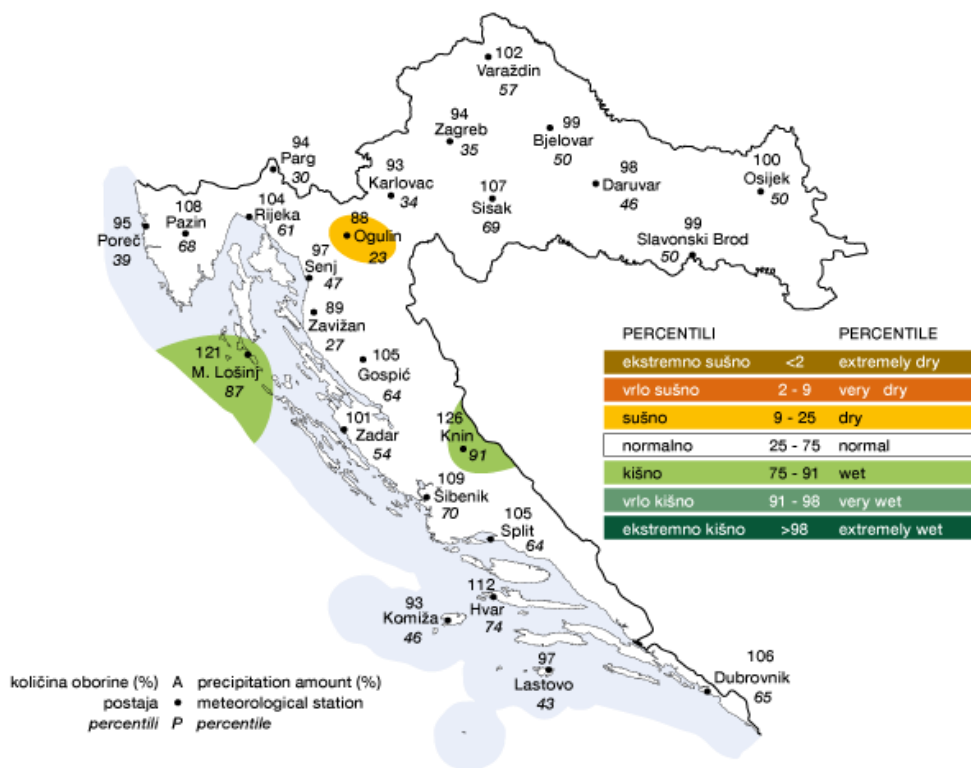 102
Varaždin
57
94
Zagreb
35
99
Bjelovar
50
94
Parg
30
93
Karlovac
34
98
Daruvar
46
100
Osijek
50
107
Sisak
69
104
Rijeka
61
108
Pazin
68
95
Poreč
39
88
Ogulin
23
99
Slavonski Brod
50
97
Senj
47
89
Zavižan
27
105
Gospić
64
121
M. Lošinj
87
101
Zadar
54
126
Knin
91
109
Šibenik
70
105
Split
64
112
Hvar
74
93
Komiža
46
97
Lastovo
43
106
Dubrovnik
65
PERCENTILI PERCENTILE
ekstremno sušno <2 extremely dry
vrlo sušno 2 - 9 very dry
sušno 9 - 25 dry
normalno 25 - 75 normal
kišno 75 - 91 wet
vrlo kišno 91 - 98 very wet
ekstremno kišno >98 extremely wet
količina oborine (%) A precipitation amount (%)
postaja • meteorological station
percentili P percentile